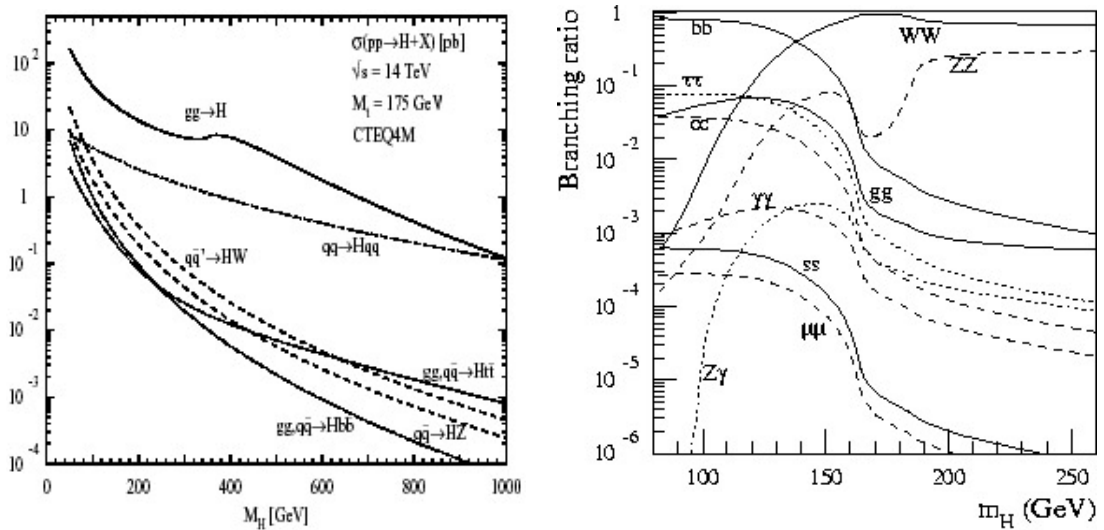 σ(pp→H+X) [pb]
√s = 14 TeV
M_t = 175 GeV
CTEQ4M
gg→H
qq→Hqq
qq̄'→HW
gg,qq̄→Htt̄
gg,qq̄→Hbb̄
qq̄→HZ
10^2
10
1
10^-1
10^-2
10^-3
10^-4
0 200 400 600 800 1000
M_H [GeV]
Branching ratio
1
10^-1
10^-2
10^-3
10^-4
10^-5
10^-6
bb
WW
ZZ
ττ
cc
gg
γγ
ss
μμ
Zγ
100 150 200 250
m_H (GeV)